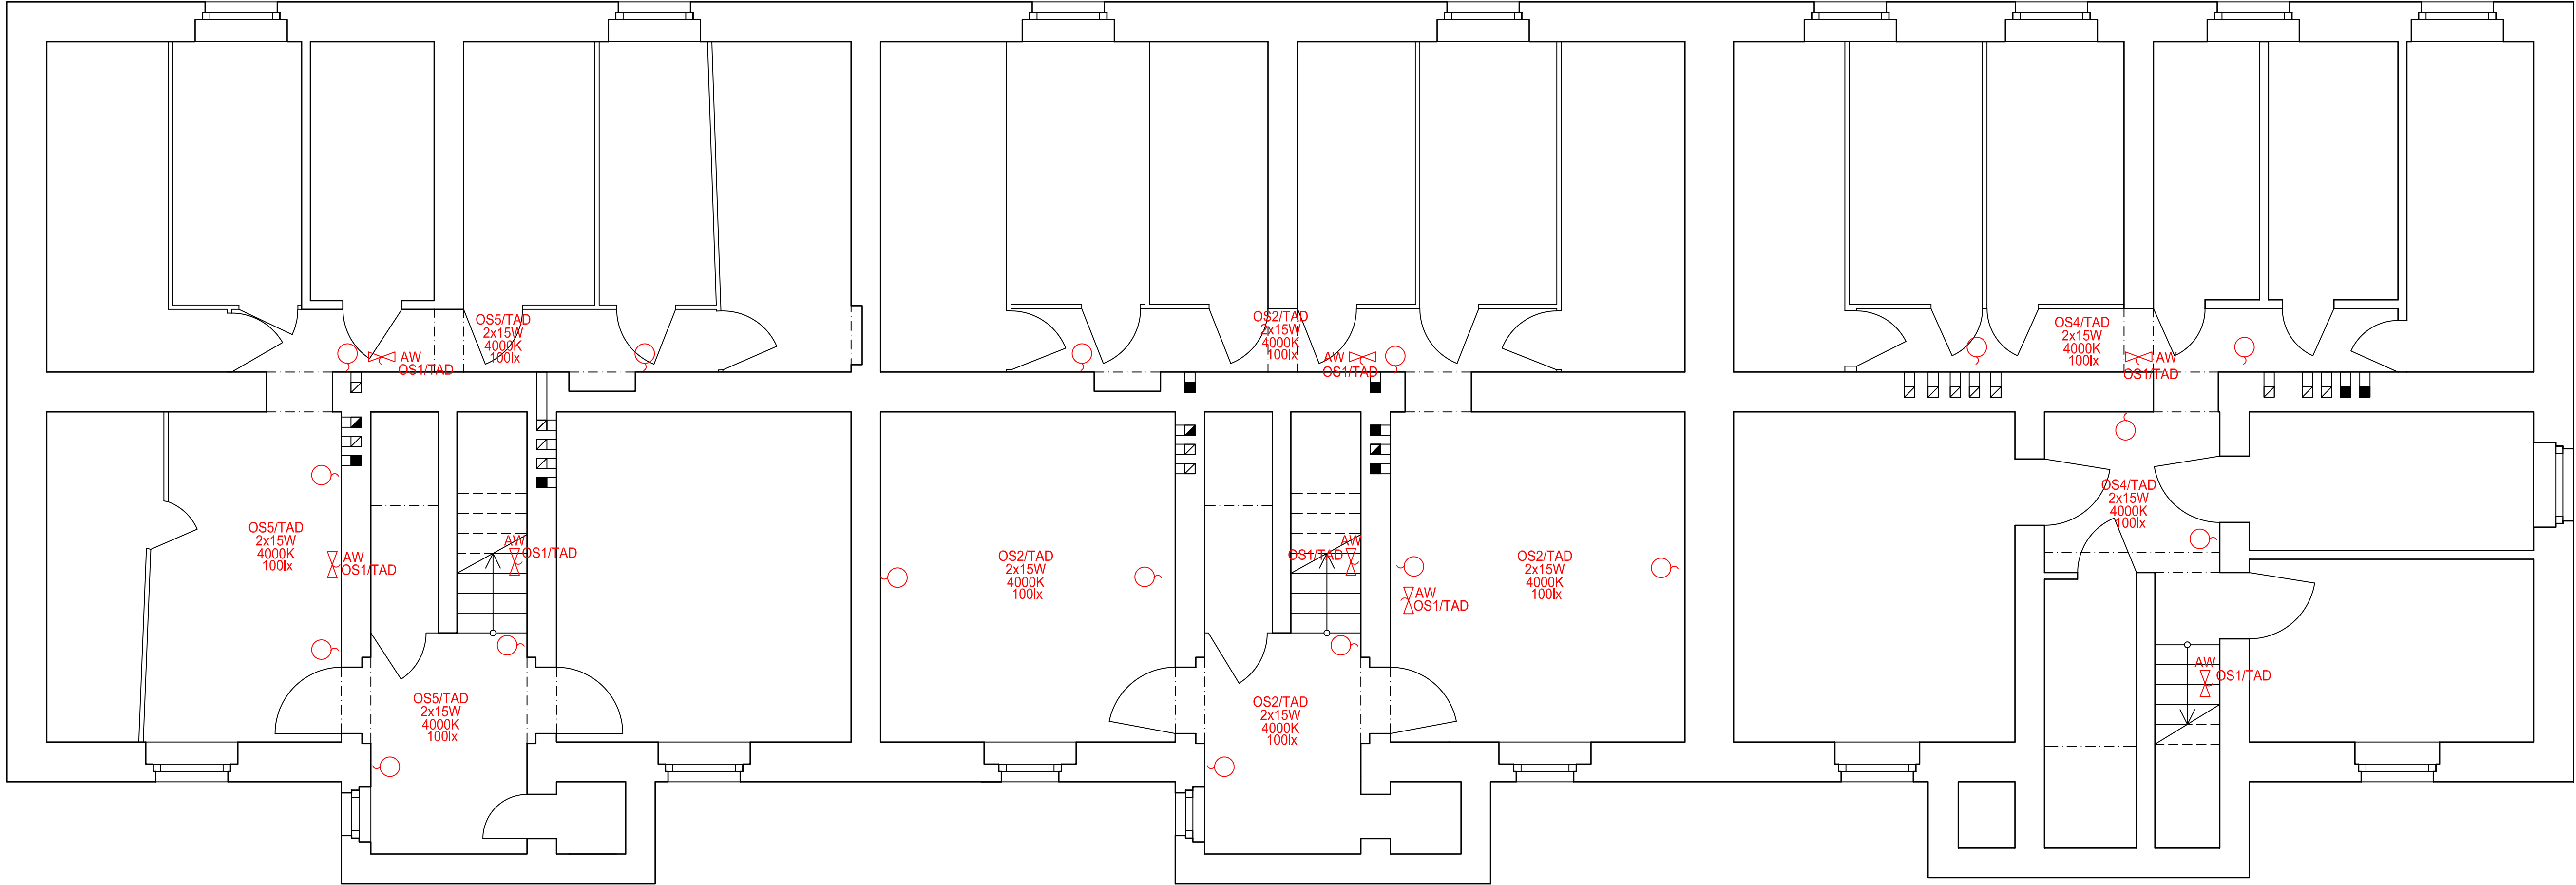 OS5/TAD
2x15W
4000K
100lx
AW
OS1/TAD
OS2/TAD
2x15W
4000K
100lx
AW
OS1/TAD
OS4/TAD
2x15W
4000K
100lx
AW
OS1/TAD
OS5/TAD
2x15W
4000K
100lx
AW
OS1/TAD
AW
OS1/TAD
OS5/TAD
2x15W
4000K
100lx
OS2/TAD
2x15W
4000K
100lx
AW
OS1/TAD
AW
OS1/TAD
OS2/TAD
2x15W
4000K
100lx
OS2/TAD
2x15W
4000K
100lx
OS4/TAD
2x15W
4000K
100lx
AW
OS1/TAD